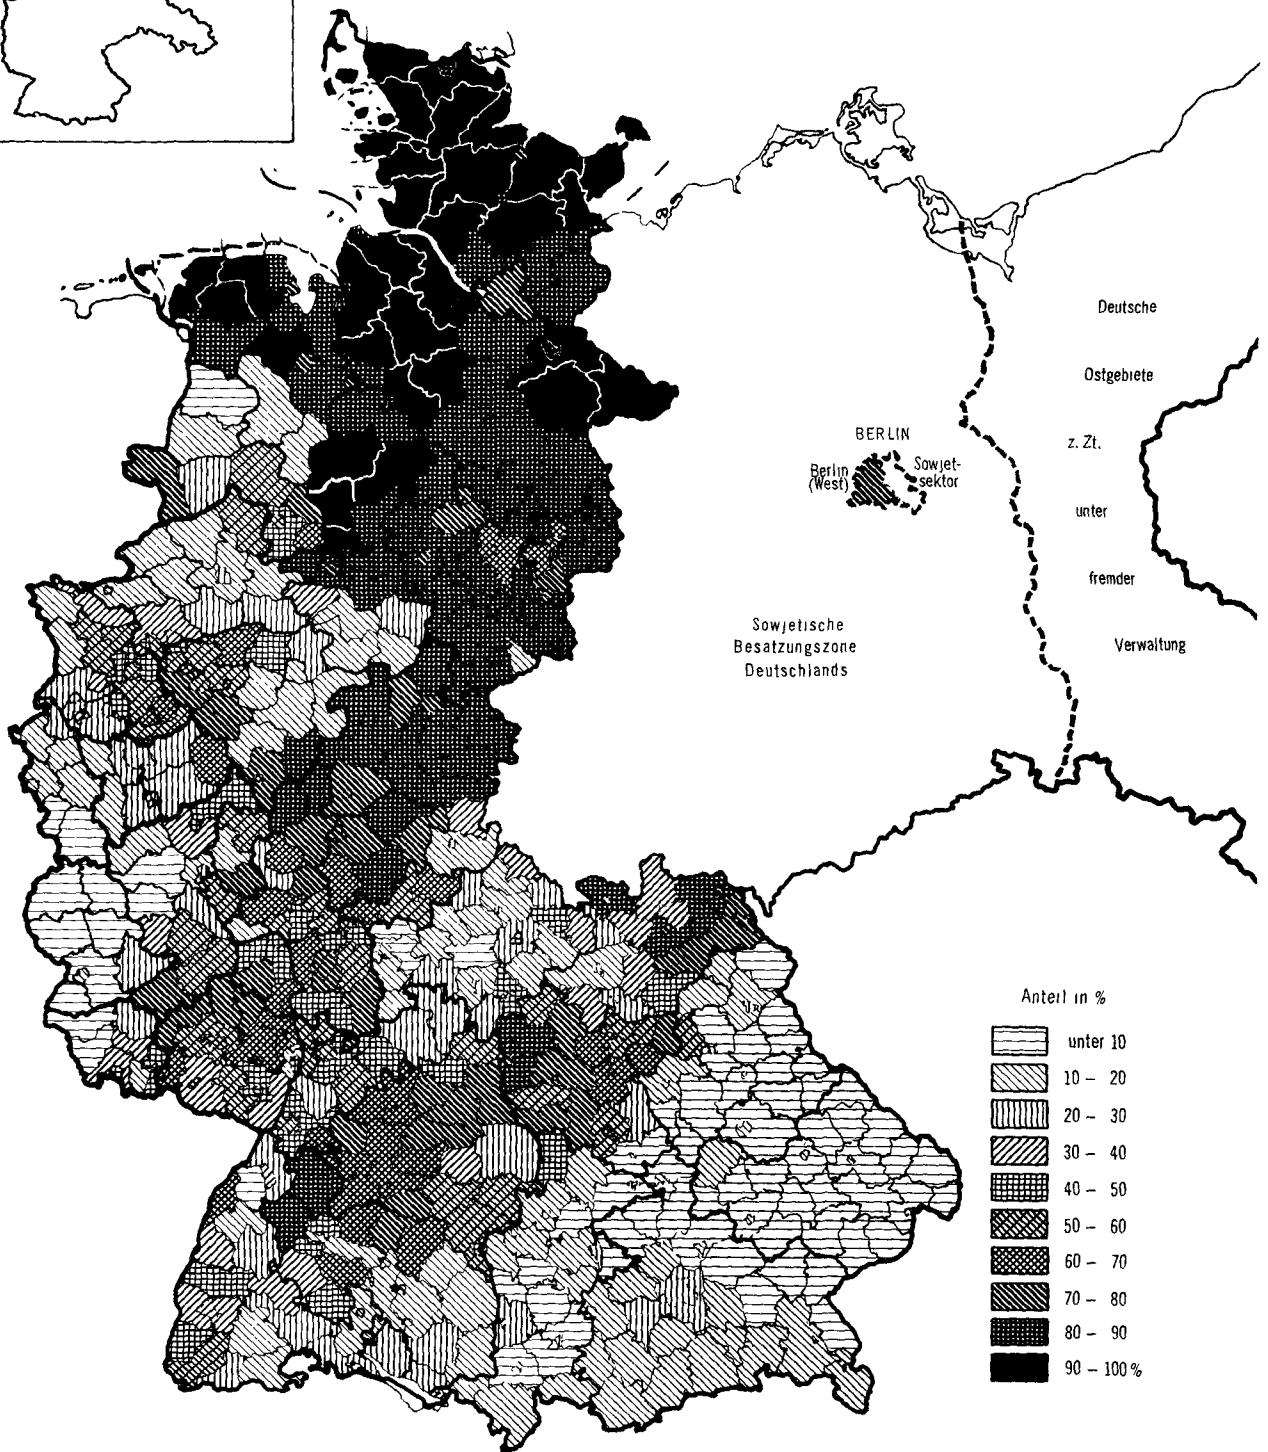 Deutsche
Ostgebiete
z. Zt.
unter
fremder
Verwaltung
BERLIN
Berlin
(West)
Sowjet-
sektor
Sowjetische
Besatzungszone
Deutschlands
Anteil in %
unter 10
10 – 20
20 – 30
30 – 40
40 – 50
50 – 60
60 – 70
70 – 80
80 – 90
90 – 100 %